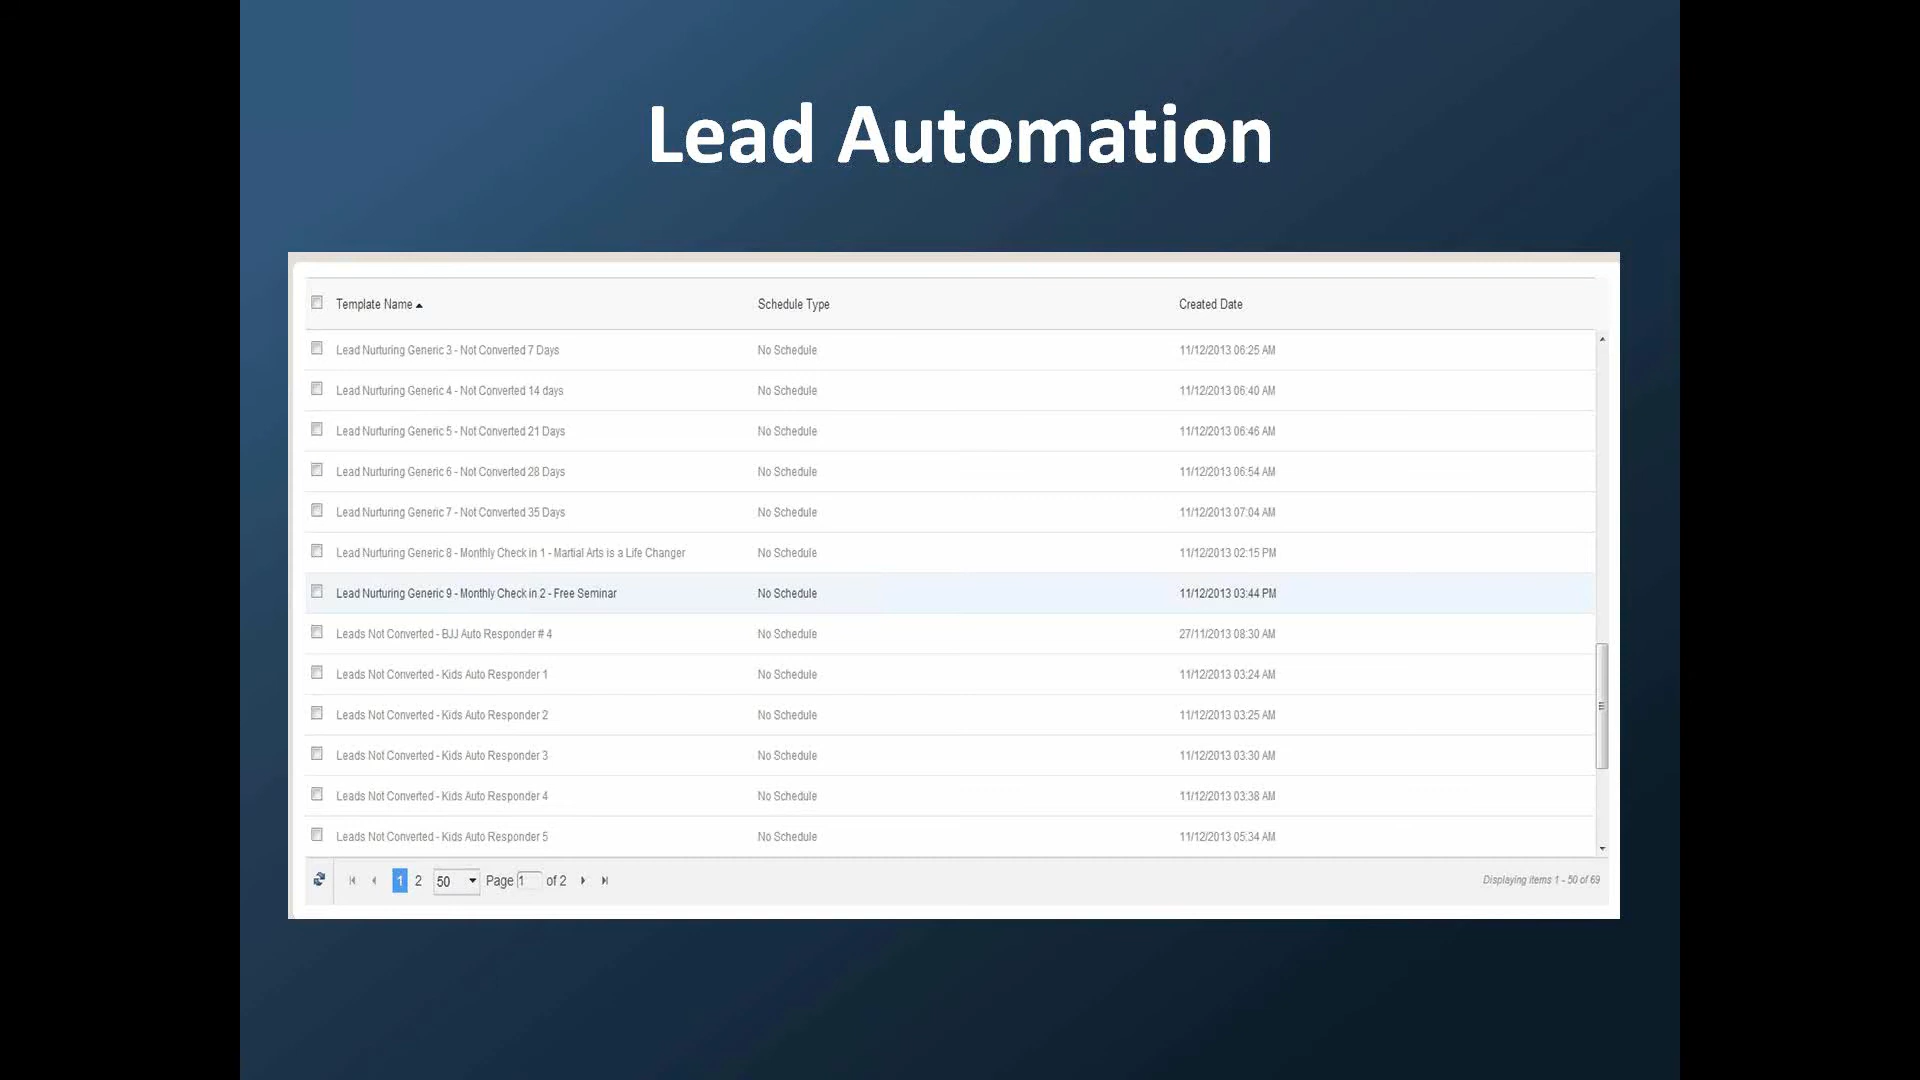 Lead Automation
Template Name Schedule Type Created Date
Lead Nurturing Generic 3 - Not Converted 7 Days No Schedule 11/12/2013 06:25 AM
Lead Nurturing Generic 4 - Not Converted 14 days No Schedule 11/12/2013 06:40 AM
Lead Nurturing Generic 5 - Not Converted 21 Days No Schedule 11/12/2013 06:46 AM
Lead Nurturing Generic 6 - Not Converted 28 Days No Schedule 11/12/2013 06:54 AM
Lead Nurturing Generic 7 - Not Converted 35 Days No Schedule 11/12/2013 07:04 AM
Lead Nurturing Generic 8 - Monthly Check in 1 - Martial Arts is a Life Changer No Schedule 11/12/2013 02:15 PM
Lead Nurturing Generic 9 - Monthly Check in 2 - Free Seminar No Schedule 11/12/2013 03:44 PM
Leads Not Converted - BJJ Auto Responder # 4 No Schedule 27/11/2013 08:30 AM
Leads Not Converted - Kids Auto Responder 1 No Schedule 11/12/2013 03:24 AM
Leads Not Converted - Kids Auto Responder 2 No Schedule 11/12/2013 03:25 AM
Leads Not Converted - Kids Auto Responder 3 No Schedule 11/12/2013 03:30 AM
Leads Not Converted - Kids Auto Responder 4 No Schedule 11/12/2013 03:38 AM
Leads Not Converted - Kids Auto Responder 5 No Schedule 11/12/2013 05:34 AM
1 2 50 Page 1 of 2 Displaying items 1 - 50 of 69